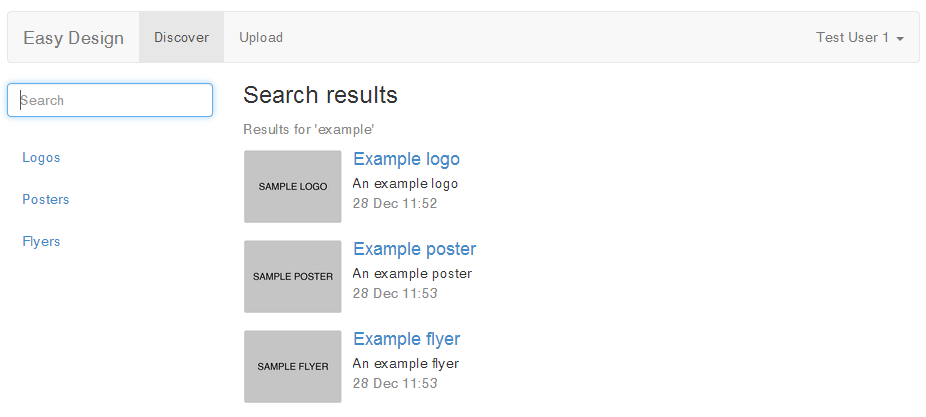 Easy Design
Discover
Upload
Test User 1
Search
Logos
Posters
Flyers
Search results
Results for 'example'
SAMPLE LOGO
Example logo
An example logo
28 Dec 11:52
SAMPLE POSTER
Example poster
An example poster
28 Dec 11:53
SAMPLE FLYER
Example flyer
An example flyer
28 Dec 11:53